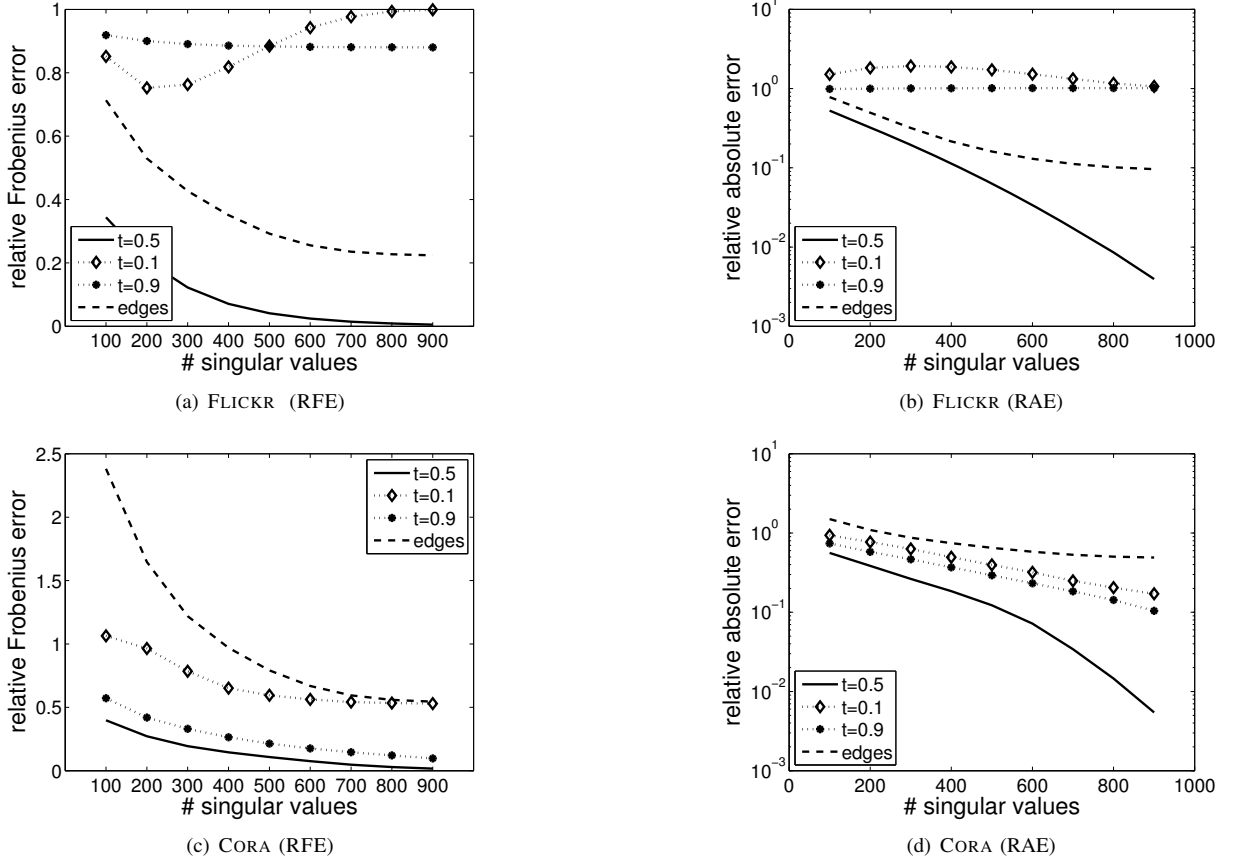 relative Frobenius error
1
0.8
0.6
0.4
0.2
0
t=0.5
t=0.1
t=0.9
edges
100 200 300 400 500 600 700 800 900
# singular values
(a) FLICKR (RFE)
relative absolute error
10^1
10^0
10^-1
10^-2
10^-3
t=0.5
t=0.1
t=0.9
edges
0 200 400 600 800 1000
# singular values
(b) FLICKR (RAE)
relative Frobenius error
2.5
2
1.5
1
0.5
0
t=0.5
t=0.1
t=0.9
edges
100 200 300 400 500 600 700 800 900
# singular values
(c) CORA (RFE)
relative absolute error
10^1
10^0
10^-1
10^-2
10^-3
t=0.5
t=0.1
t=0.9
edges
0 200 400 600 800 1000
# singular values
(d) CORA (RAE)